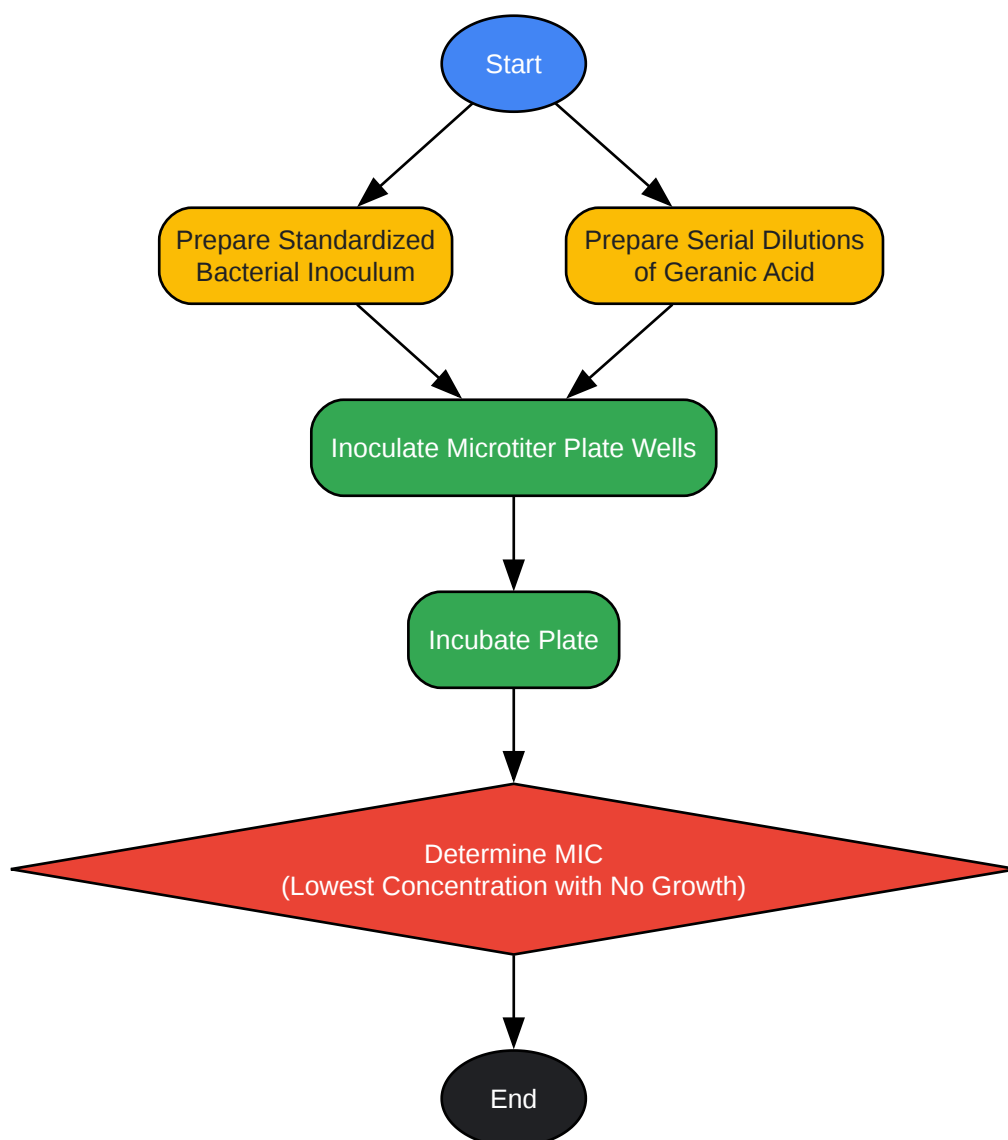 Start
Prepare Standardized
Bacterial Inoculum
Prepare Serial Dilutions
of Geranic Acid
Inoculate Microtiter Plate Wells
Incubate Plate
Determine MIC
(Lowest Concentration with No Growth)
End